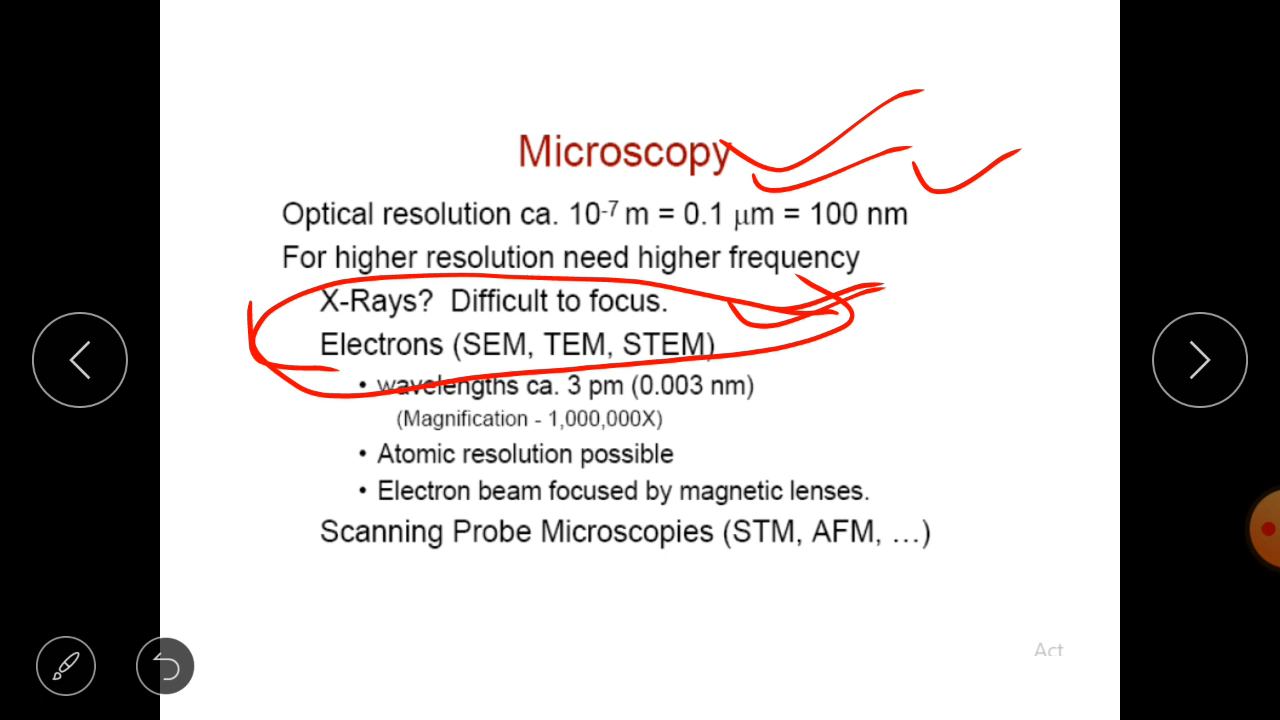 Microscopy
Optical resolution ca. 10⁻⁷ m = 0.1 μm = 100 nm
For higher resolution need higher frequency
X-Rays? Difficult to focus.
Electrons (SEM, TEM, STEM)
• wavelengths ca. 3 pm (0.003 nm)
(Magnification - 1,000,000X)
• Atomic resolution possible
• Electron beam focused by magnetic lenses.
Scanning Probe Microscopies (STM, AFM, …)
Act